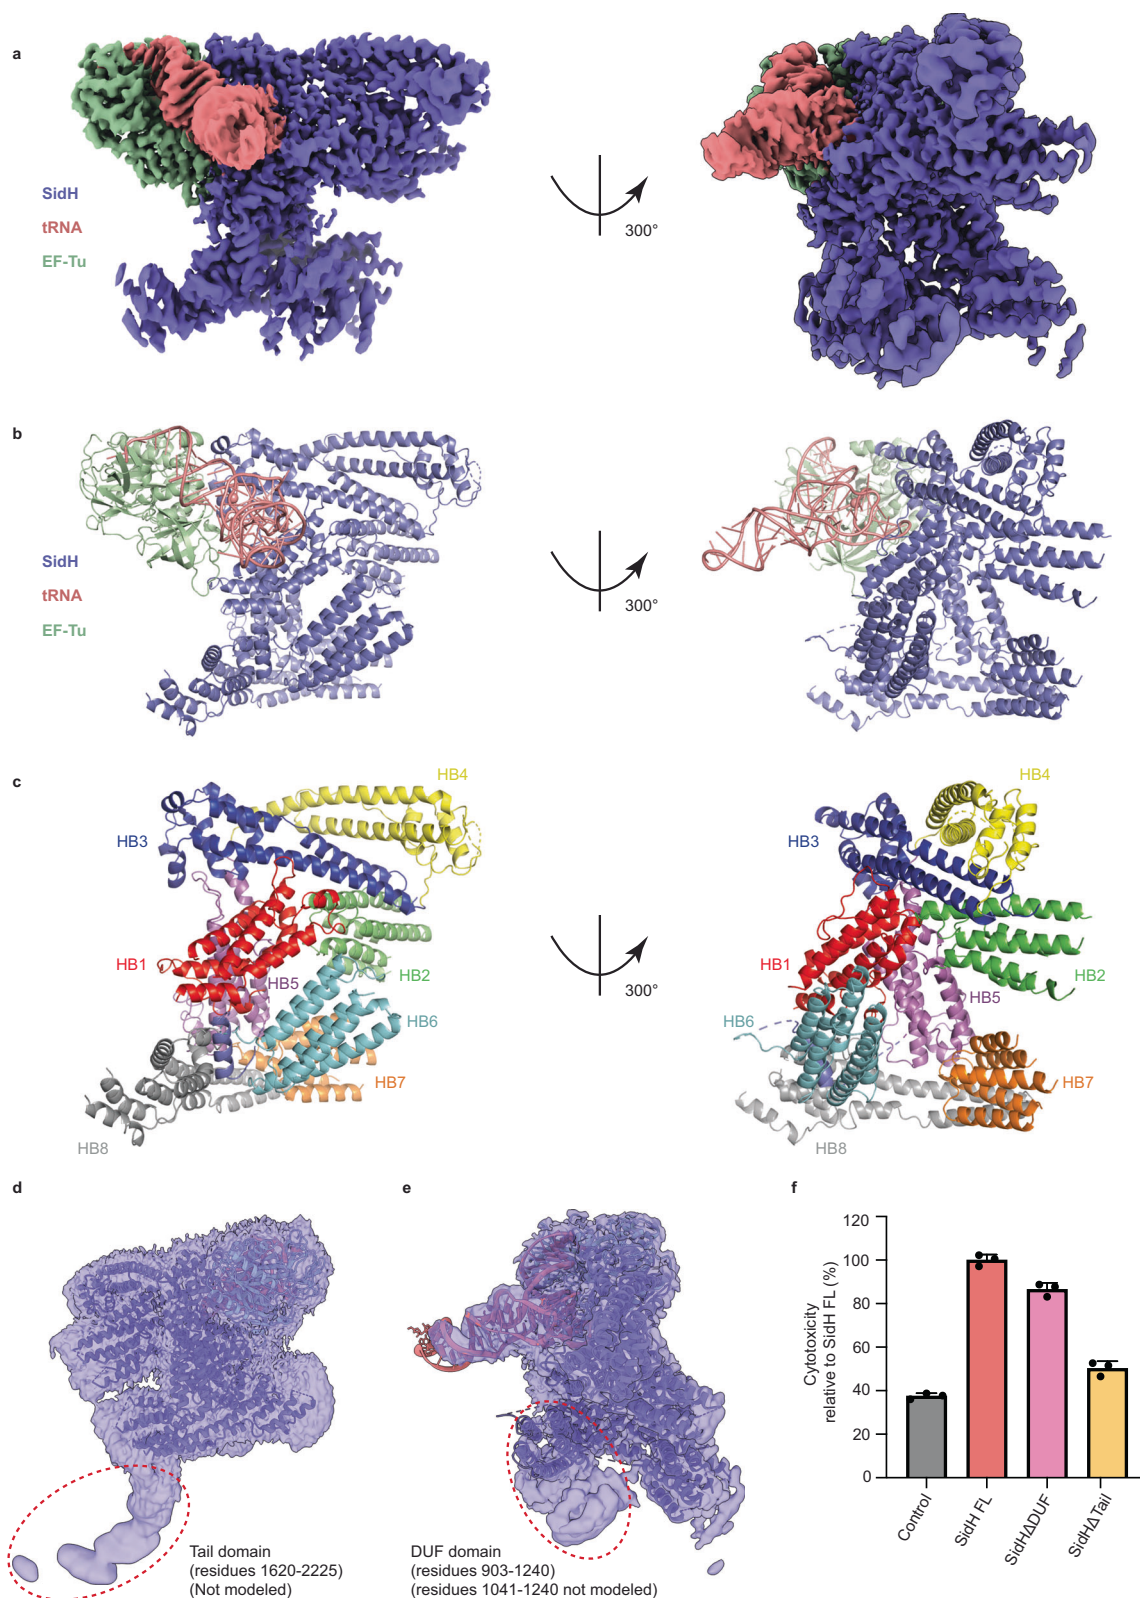 a
SidH
tRNA
EF-Tu
300°
b
SidH
tRNA
EF-Tu
300°
c
HB4
HB3
HB1
HB5
HB2
HB6
HB7
HB8
300°
HB4
HB3
HB1
HB2
HB5
HB6
HB7
HB8
d
Tail domain
(residues 1620-2225)
(Not modeled)
e
DUF domain
(residues 903-1240)
(residues 1041-1240 not modeled)
f
Cytotoxicity
relative to SidH FL (%)
120
100
80
60
40
20
0
Control
SidH FL
SidHΔDUF
SidHΔTail